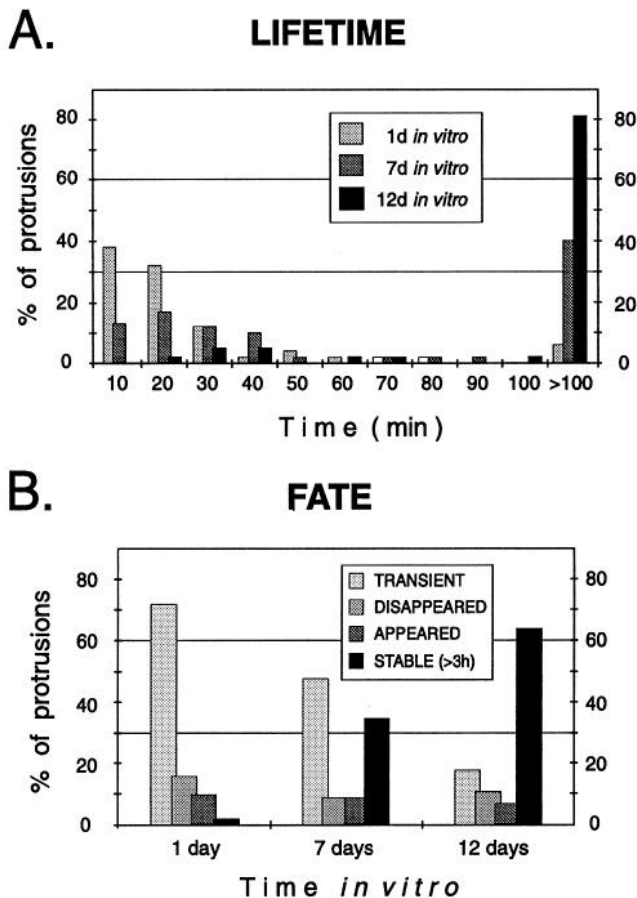 A. LIFETIME
80
60
40
20
0
% of protrusions
1d in vitro
7d in vitro
12d in vitro
80
60
40
20
0
10 20 30 40 50 60 70 80 90 100 >100
Time (min)
B. FATE
80
60
40
20
0
% of protrusions
TRANSIENT
DISAPPEARED
APPEARED
STABLE (>3h)
80
60
40
20
0
1 day 7 days 12 days
Time in vitro